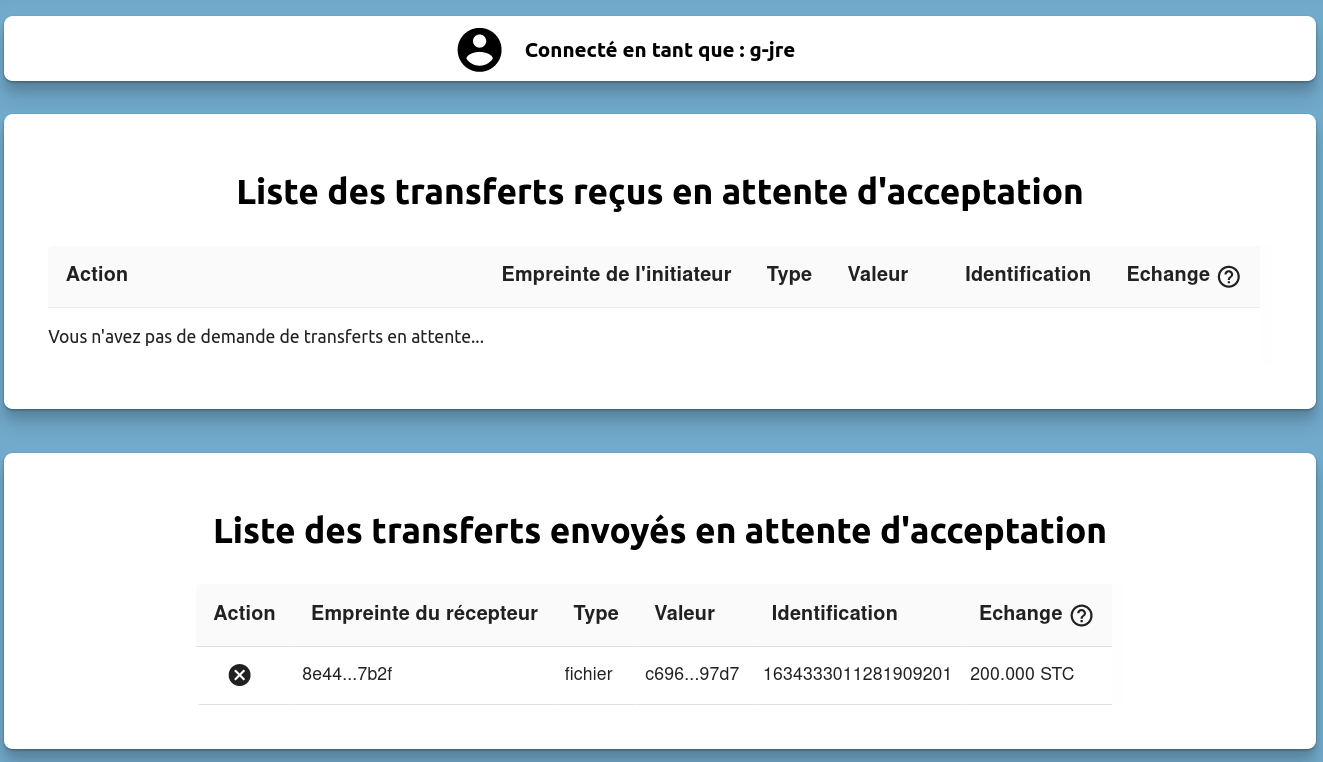 Connecté en tant que : g-jre
Liste des transferts reçus en attente d'acceptation
Action Empreinte de l'initiateur Type Valeur Identification Echange ?
Vous n'avez pas de demande de transferts en attente...
Liste des transferts envoyés en attente d'acceptation
Action Empreinte du récepteur Type Valeur Identification Echange ?
8e44...7b2f fichier c696...97d7 1634333011281909201 200.000 STC